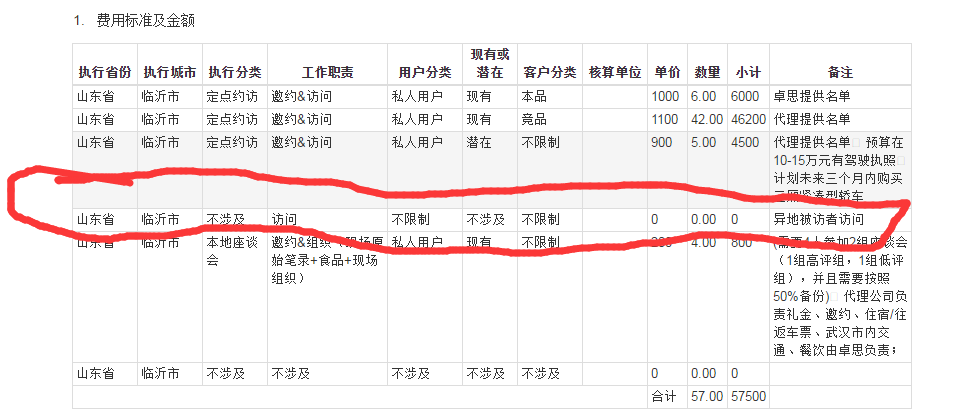 1. 费用标准及金额
现有或
执行省份 执行城市 执行分类 工作职责 用户分类 潜在 客户分类 核算单位 单价 数量 小计 备注
山东省 临沂市 定点约访 邀约&访问 私人用户 现有 本品 1000 6.00 6000 卓思提供名单
山东省 临沂市 定点约访 邀约&访问 私人用户 现有 竞品 1100 42.00 46200 代理提供名单
山东省 临沂市 定点约访 邀约&访问 私人用户 潜在 不限制 900 5.00 4500 代理提供名单 预算在
10-15万元有驾驶执照
计划未来三个月内购买
紧凑型轿车
山东省 临沂市 不涉及 访问 不限制 不涉及 不限制 0 0.00 0 异地被访者访问
山东省 临沂市 本地座谈 邀约&组织（现场原 私人用户 现有 不限制 4.00 800 (需要4人参加2组座谈会
会 始笔录+食品+现场 （1组高评组，1组低评
组织） 组），并且需要按照
50%备份) 代理公司负
责礼金、邀约、住宿/往
返车票、武汉市内交
通、餐饮由卓思负责；
山东省 临沂市 不涉及 不涉及 不涉及 不涉及 不涉及 0 0.00 0
合计 57.00 57500